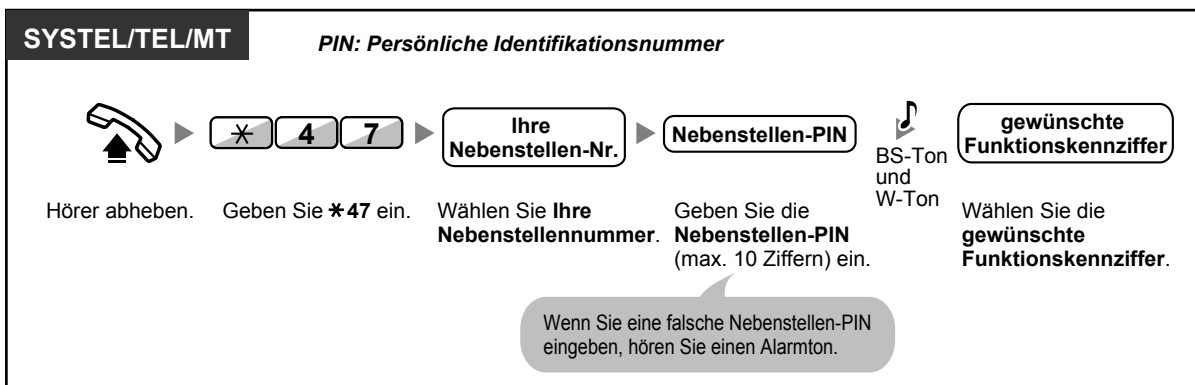 SYSTEL/TEL/MT
PIN: Persönliche Identifikationsnummer
* 4 7
Ihre
Nebenstellen-Nr.
Nebenstellen-PIN
BS-Ton
und
W-Ton
gewünschte
Funktionskennziffer
Hörer abheben.
Geben Sie *47 ein.
Wählen Sie Ihre
Nebenstellennummer.
Geben Sie die
Nebenstellen-PIN
(max. 10 Ziffern) ein.
Wählen Sie die
gewünschte
Funktionskennziffer.
Wenn Sie eine falsche Nebenstellen-PIN
eingeben, hören Sie einen Alarmton.